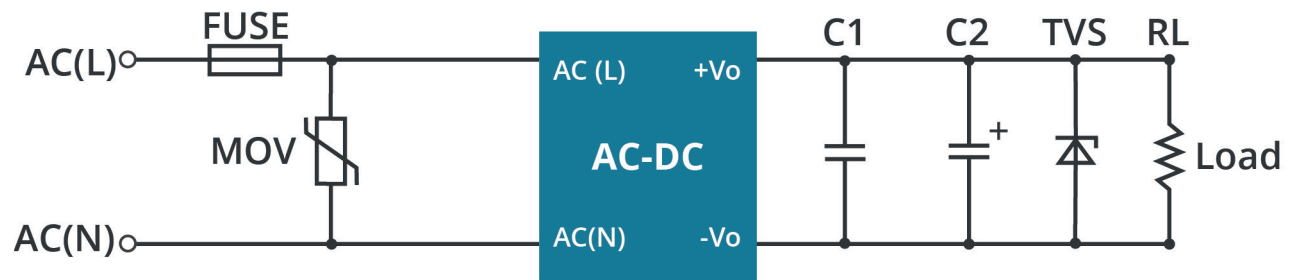 FUSE
C1 C2 TVS RL
AC(L)
AC (L) +Vo
MOV
AC-DC
+
Load
AC(N)
AC(N) -Vo